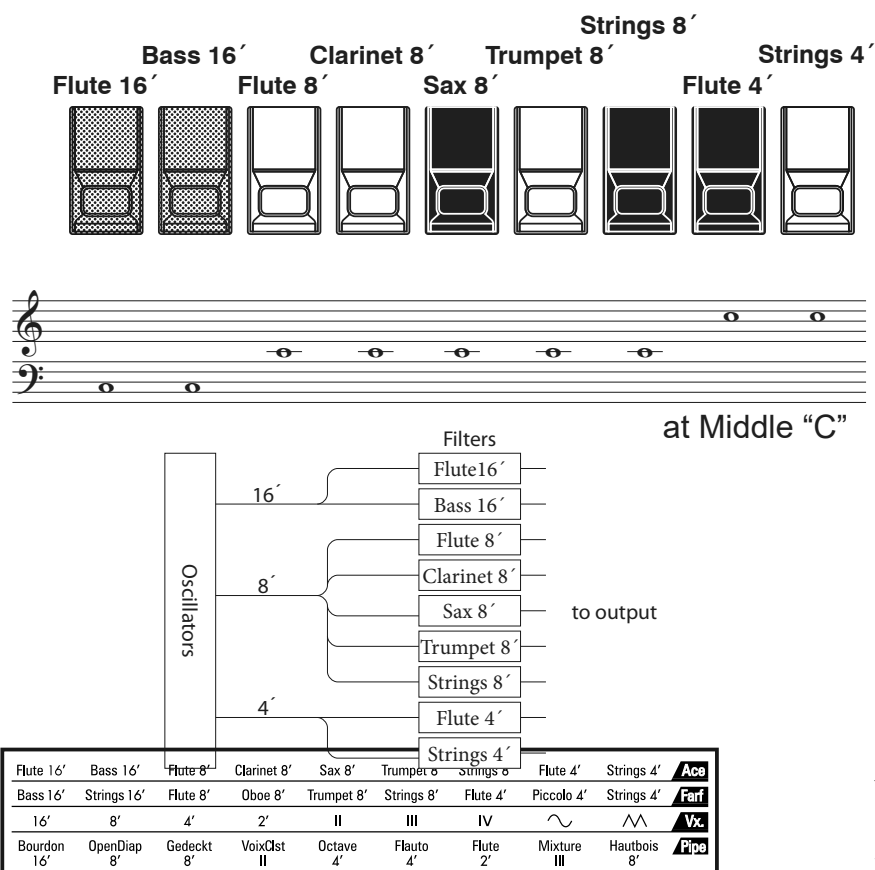 Strings 8´
Bass 16´ Clarinet 8´ Trumpet 8´ Strings 4´
Flute 16´ Flute 8´ Sax 8´ Flute 4´
at Middle “C”
Filters
Flute16´
16´
Bass 16´
Flute 8´
Clarinet 8´
8´
Oscillators
Sax 8´
to output
Trumpet 8´
Strings 8´
4´
Flute 4´
Strings 4´
Flute 16′ Bass 16′ Flute 8′ Clarinet 8′ Sax 8′ Trumpet 8′ Strings 8′ Flute 4′ Strings 4′ Ace
Bass 16′ Strings 16′ Flute 8′ Oboe 8′ Trumpet 8′ Strings 8′ Flute 4′ Piccolo 4′ Strings 4′ Farf
16′ 8′ 4′ 2′ II III IV Vx.
Bourdon OpenDiap Gedeckt VoixClst Octave Flauto Flute Mixture Hautbois Pipe
16′ 8′ 8′ II 4′ 4′ 2′ III 8′